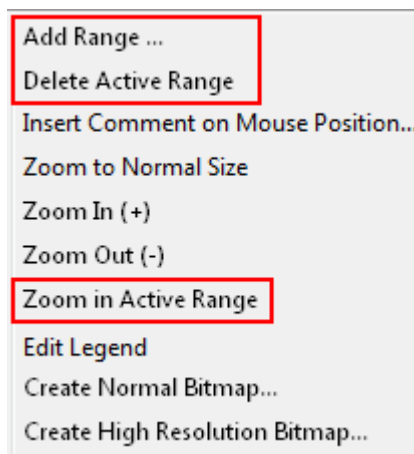 Add Range ...
Delete Active Range
Insert Comment on Mouse Position...
Zoom to Normal Size
Zoom In (+)
Zoom Out (-)
Zoom in Active Range
Edit Legend
Create Normal Bitmap...
Create High Resolution Bitmap...